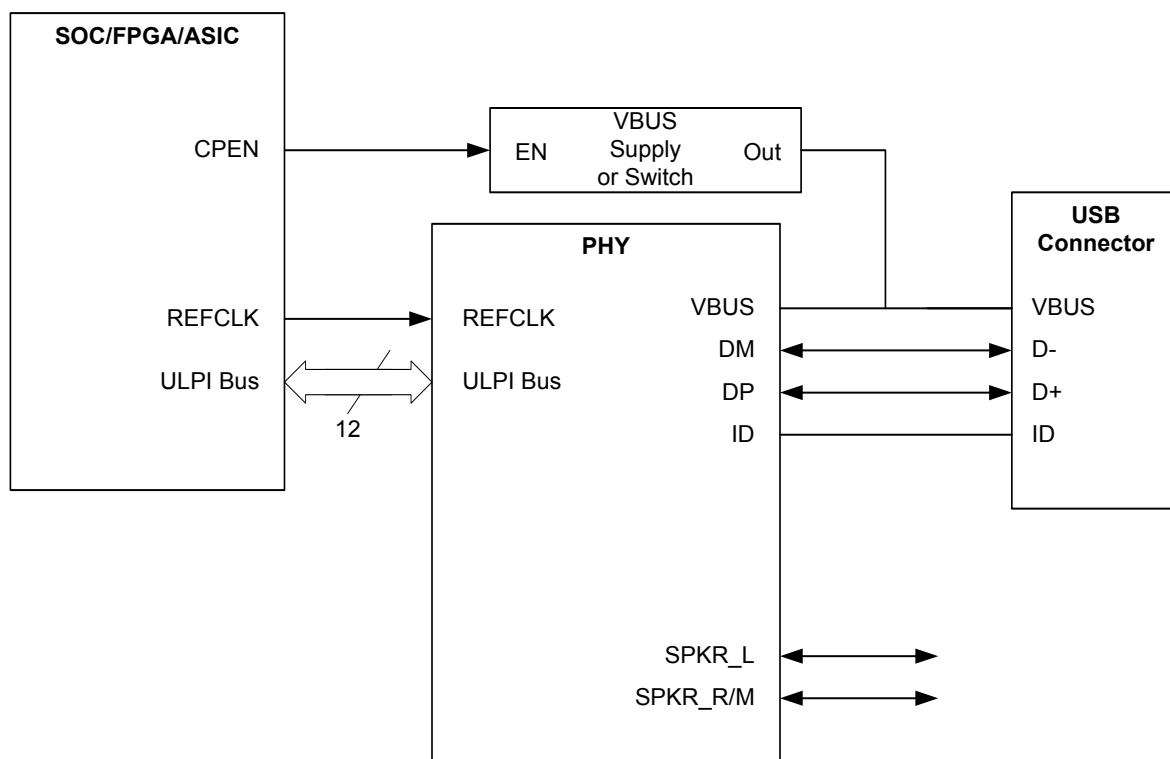 SOC/FPGA/ASIC
CPEN
REFCLK
ULPI Bus
12
EN
VBUS
Supply
or Switch
Out
PHY
REFCLK
ULPI Bus
VBUS
DM
DP
ID
SPKR_L
SPKR_R/M
USB
Connector
VBUS
D-
D+
ID